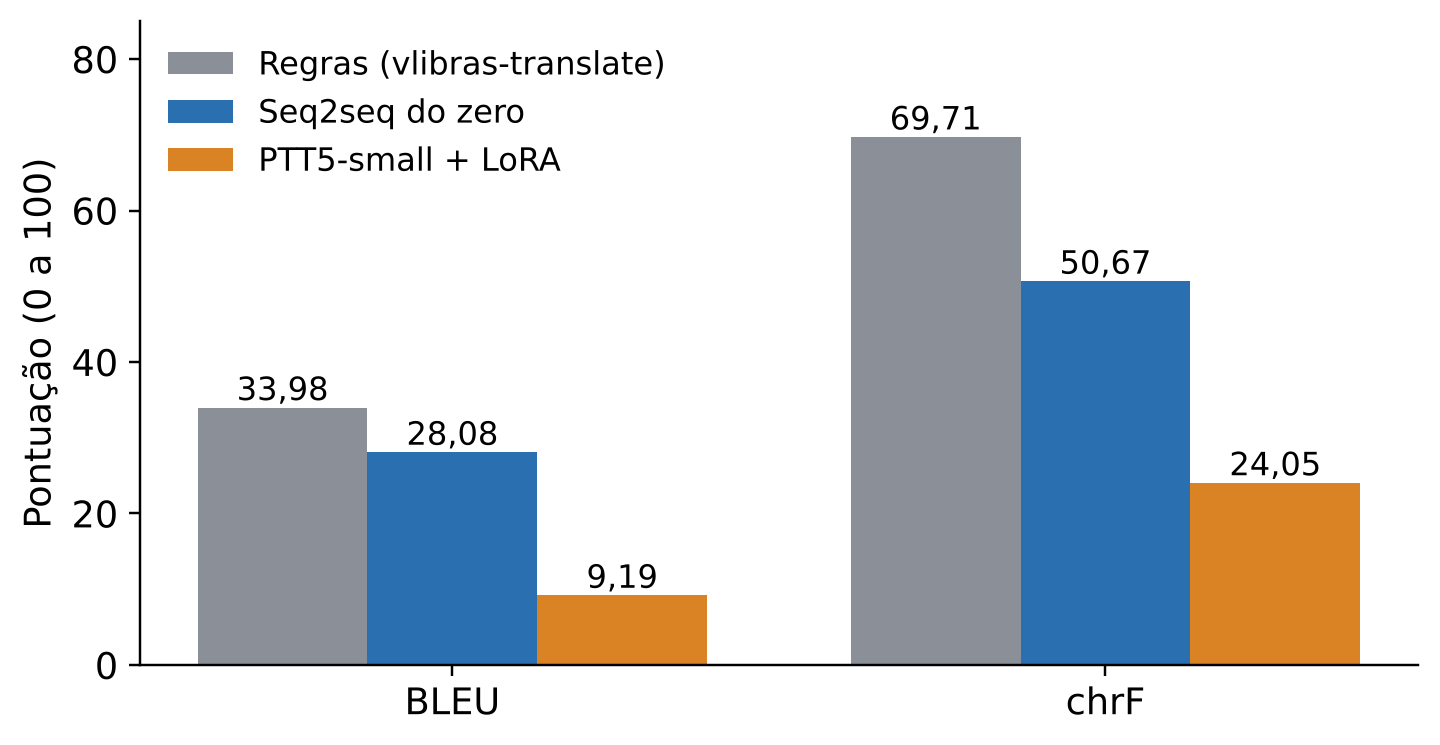 80
60
40
20
0
Pontuação (0 a 100)
Regras (vlibras-translate)
Seq2seq do zero
PTT5-small + LoRA
33,98
28,08
9,19
69,71
50,67
24,05
BLEU
chrF